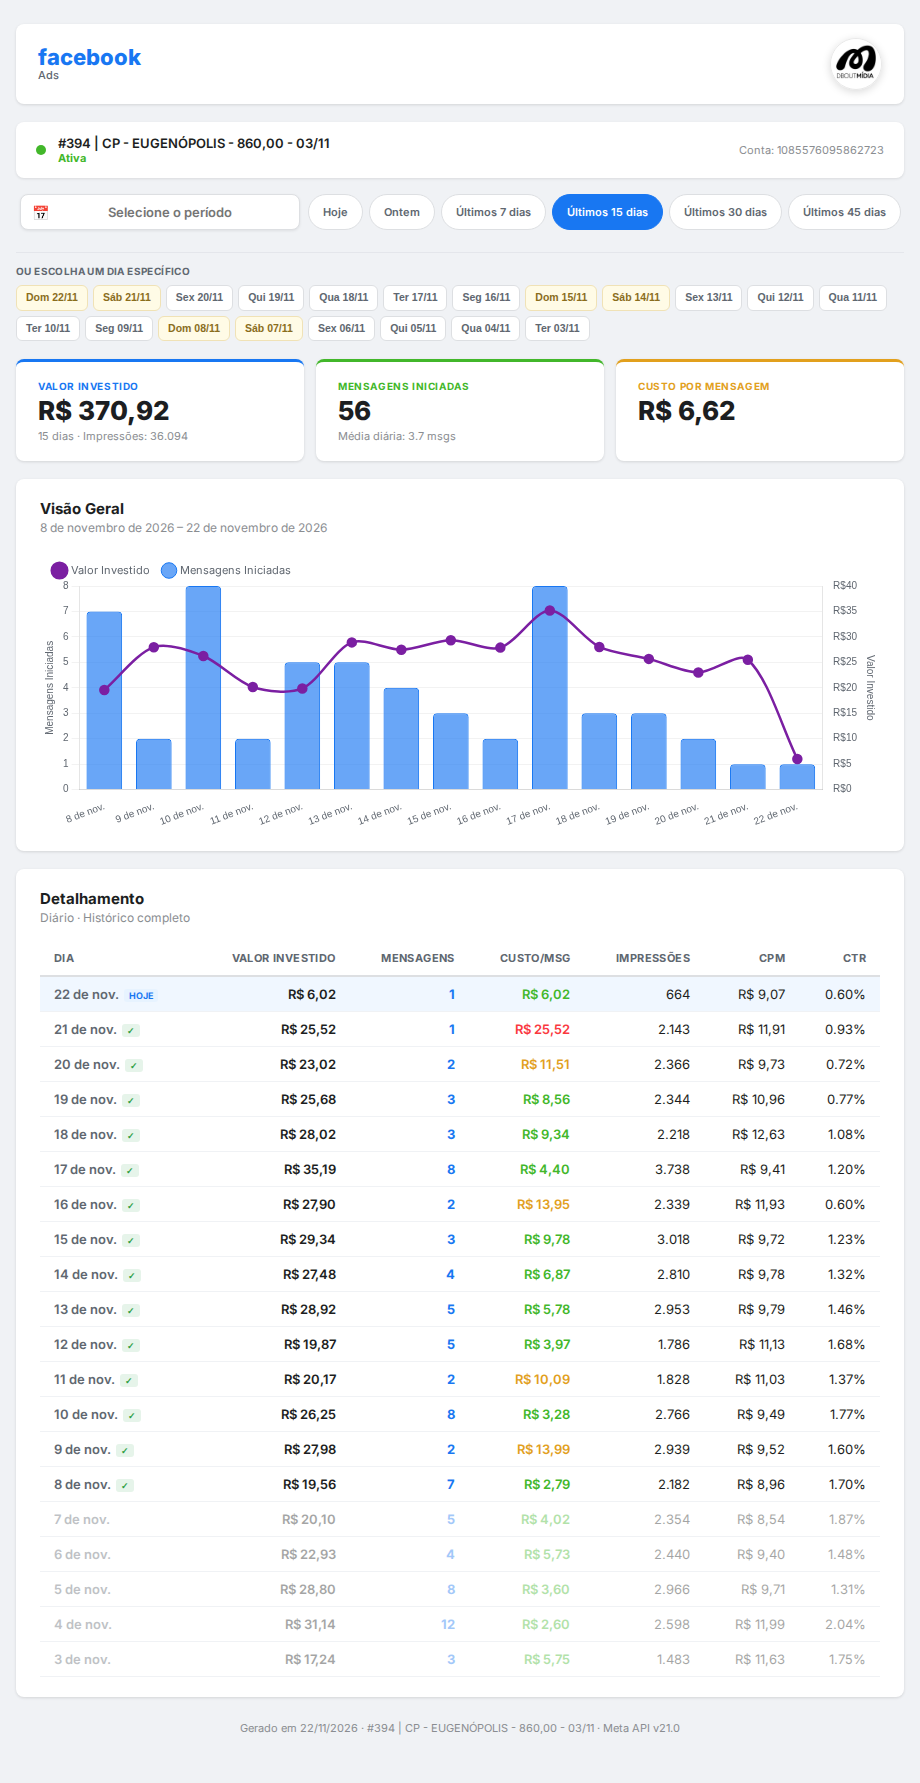 facebook
Ads
DBOUTMÍDIA
#394 | CP - EUGENÓPOLIS - 860,00 - 03/11
Ativa
Conta: 1085576095862723
Selecione o período
Hoje
Ontem
Últimos 7 dias
Últimos 15 dias
Últimos 30 dias
Últimos 45 dias
OU ESCOLHA UM DIA ESPECÍFICO
Dom 22/11 Sáb 21/11 Sex 20/11 Qui 19/11 Qua 18/11 Ter 17/11 Seg 16/11 Dom 15/11 Sáb 14/11 Sex 13/11 Qui 12/11 Qua 11/11
Ter 10/11 Seg 09/11 Dom 08/11 Sáb 07/11 Sex 06/11 Qui 05/11 Qua 04/11 Ter 03/11
VALOR INVESTIDO
R$ 370,92
15 dias · Impressões: 36.094
MENSAGENS INICIADAS
56
Média diária: 3.7 msgs
CUSTO POR MENSAGEM
R$ 6,62
Visão Geral
8 de novembro de 2026 – 22 de novembro de 2026
Valor Investido Mensagens Iniciadas
Mensagens Iniciadas
8
7
6
5
4
3
2
1
0
R$40
R$35
R$30
R$25
R$20
R$15
R$10
R$5
R$0
Valor Investido
8 de nov. 9 de nov. 10 de nov. 11 de nov. 12 de nov. 13 de nov. 14 de nov. 15 de nov. 16 de nov. 17 de nov. 18 de nov. 19 de nov. 20 de nov. 21 de nov. 22 de nov.
Detalhamento
Diário · Histórico completo
DIA VALOR INVESTIDO MENSAGENS CUSTO/MSG IMPRESSÕES CPM CTR
22 de nov. HOJE R$ 6,02 1 R$ 6,02 664 R$ 9,07 0.60%
21 de nov. ✓ R$ 25,52 1 R$ 25,52 2.143 R$ 11,91 0.93%
20 de nov. ✓ R$ 23,02 2 R$ 11,51 2.366 R$ 9,73 0.72%
19 de nov. ✓ R$ 25,68 3 R$ 8,56 2.344 R$ 10,96 0.77%
18 de nov. ✓ R$ 28,02 3 R$ 9,34 2.218 R$ 12,63 1.08%
17 de nov. ✓ R$ 35,19 8 R$ 4,40 3.738 R$ 9,41 1.20%
16 de nov. ✓ R$ 27,90 2 R$ 13,95 2.339 R$ 11,93 0.60%
15 de nov. ✓ R$ 29,34 3 R$ 9,78 3.018 R$ 9,72 1.23%
14 de nov. ✓ R$ 27,48 4 R$ 6,87 2.810 R$ 9,78 1.32%
13 de nov. ✓ R$ 28,92 5 R$ 5,78 2.953 R$ 9,79 1.46%
12 de nov. ✓ R$ 19,87 5 R$ 3,97 1.786 R$ 11,13 1.68%
11 de nov. ✓ R$ 20,17 2 R$ 10,09 1.828 R$ 11,03 1.37%
10 de nov. ✓ R$ 26,25 8 R$ 3,28 2.766 R$ 9,49 1.77%
9 de nov. ✓ R$ 27,98 2 R$ 13,99 2.939 R$ 9,52 1.60%
8 de nov. ✓ R$ 19,56 7 R$ 2,79 2.182 R$ 8,96 1.70%
7 de nov. R$ 20,10 5 R$ 4,02 2.354 R$ 8,54 1.87%
6 de nov. R$ 22,93 4 R$ 5,73 2.440 R$ 9,40 1.48%
5 de nov. R$ 28,80 8 R$ 3,60 2.966 R$ 9,71 1.31%
4 de nov. R$ 31,14 12 R$ 2,60 2.598 R$ 11,99 2.04%
3 de nov. R$ 17,24 3 R$ 5,75 1.483 R$ 11,63 1.75%
Gerado em 22/11/2026 · #394 | CP - EUGENÓPOLIS - 860,00 - 03/11 · Meta API v21.0